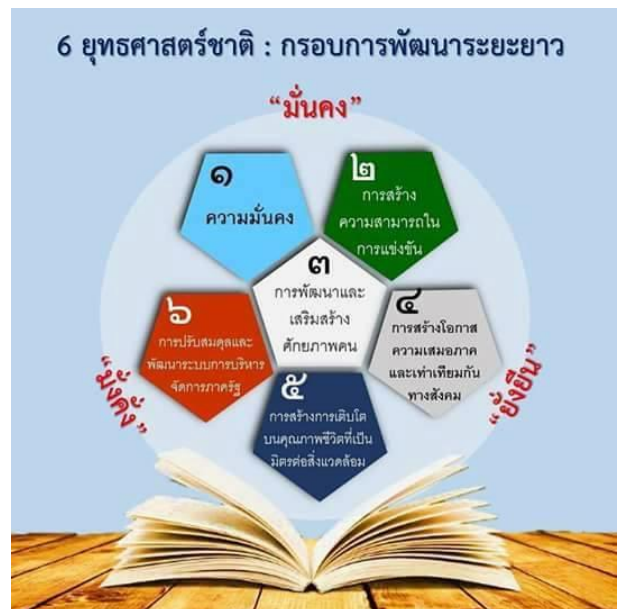 6 ยุทธศาสตร์ชาติ : กรอบการพัฒนาระยะยาว
“มั่นคง”
๑
ความมั่นคง
๒
การสร้าง
ความสามารถใน
การแข่งขัน
๓
การพัฒนาและ
เสริมสร้าง
ศักยภาพคน
๔
การสร้างโอกาส
ความเสมอภาค
และเท่าเทียมกัน
ทางสังคม
๕
การสร้างการเติบโต
บนคุณภาพชีวิตที่เป็น
มิตรต่อสิ่งแวดล้อม
๖
การปรับสมดุลและ
พัฒนาระบบการบริหาร
จัดการภาครัฐ
“มั่งคั่ง”
“ยั่งยืน”